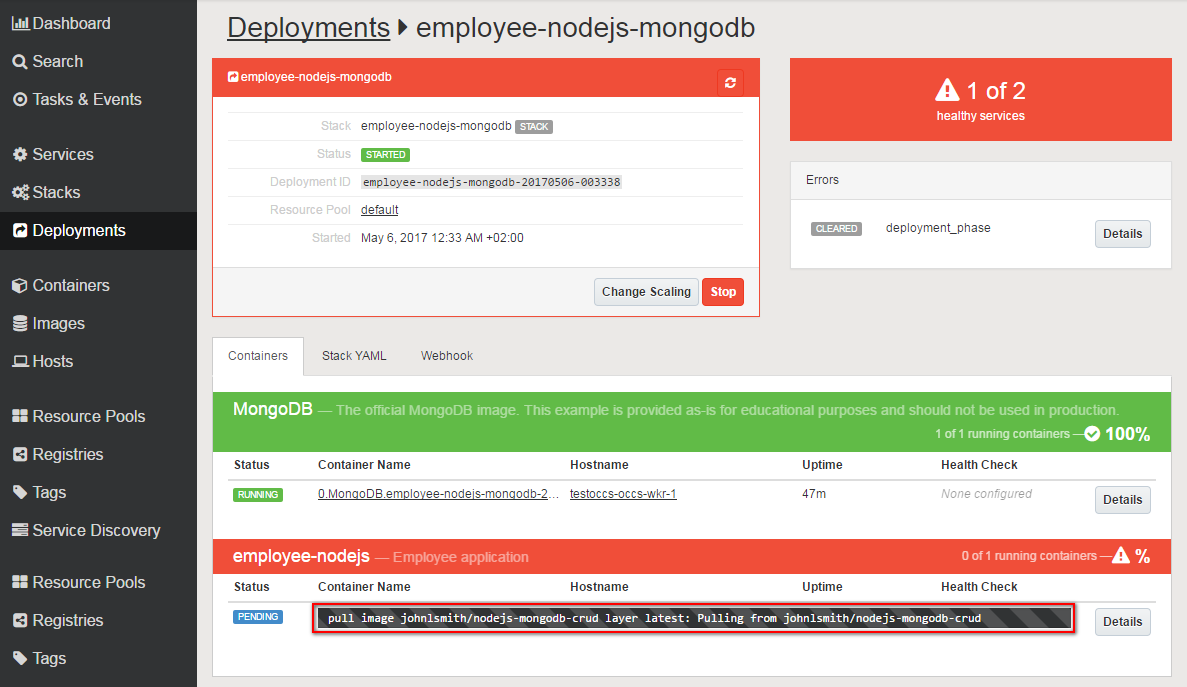 Dashboard
Search
Tasks & Events
Services
Stacks
Deployments
Containers
Images
Hosts
Resource Pools
Registries
Tags
Service Discovery
Resource Pools
Registries
Tags
Deployments employee-nodejs-mongodb
employee-nodejs-mongodb
Stack employee-nodejs-mongodb STACK
Status STARTED
Deployment ID employee-nodejs-mongodb-20170506-003338
Resource Pool default
Started May 6, 2017 12:33 AM +02:00
Change Scaling Stop
1 of 2
healthy services
Errors
CLEARED deployment_phase Details
Containers Stack YAML Webhook
MongoDB — The official MongoDB image. This example is provided as-is for educational purposes and should not be used in production.
1 of 1 running containers — 100%
Status Container Name Hostname Uptime Health Check
RUNNING 0.MongoDB.employee-nodejs-mongodb-2... testoccs-occs-wkr-1 47m None configured Details
employee-nodejs — Employee application 0 of 1 running containers — %
Status Container Name Hostname Uptime Health Check
PENDING pull image johnlsmith/nodejs-mongodb-crud layer latest: Pulling from johnlsmith/nodejs-mongodb-crud Details